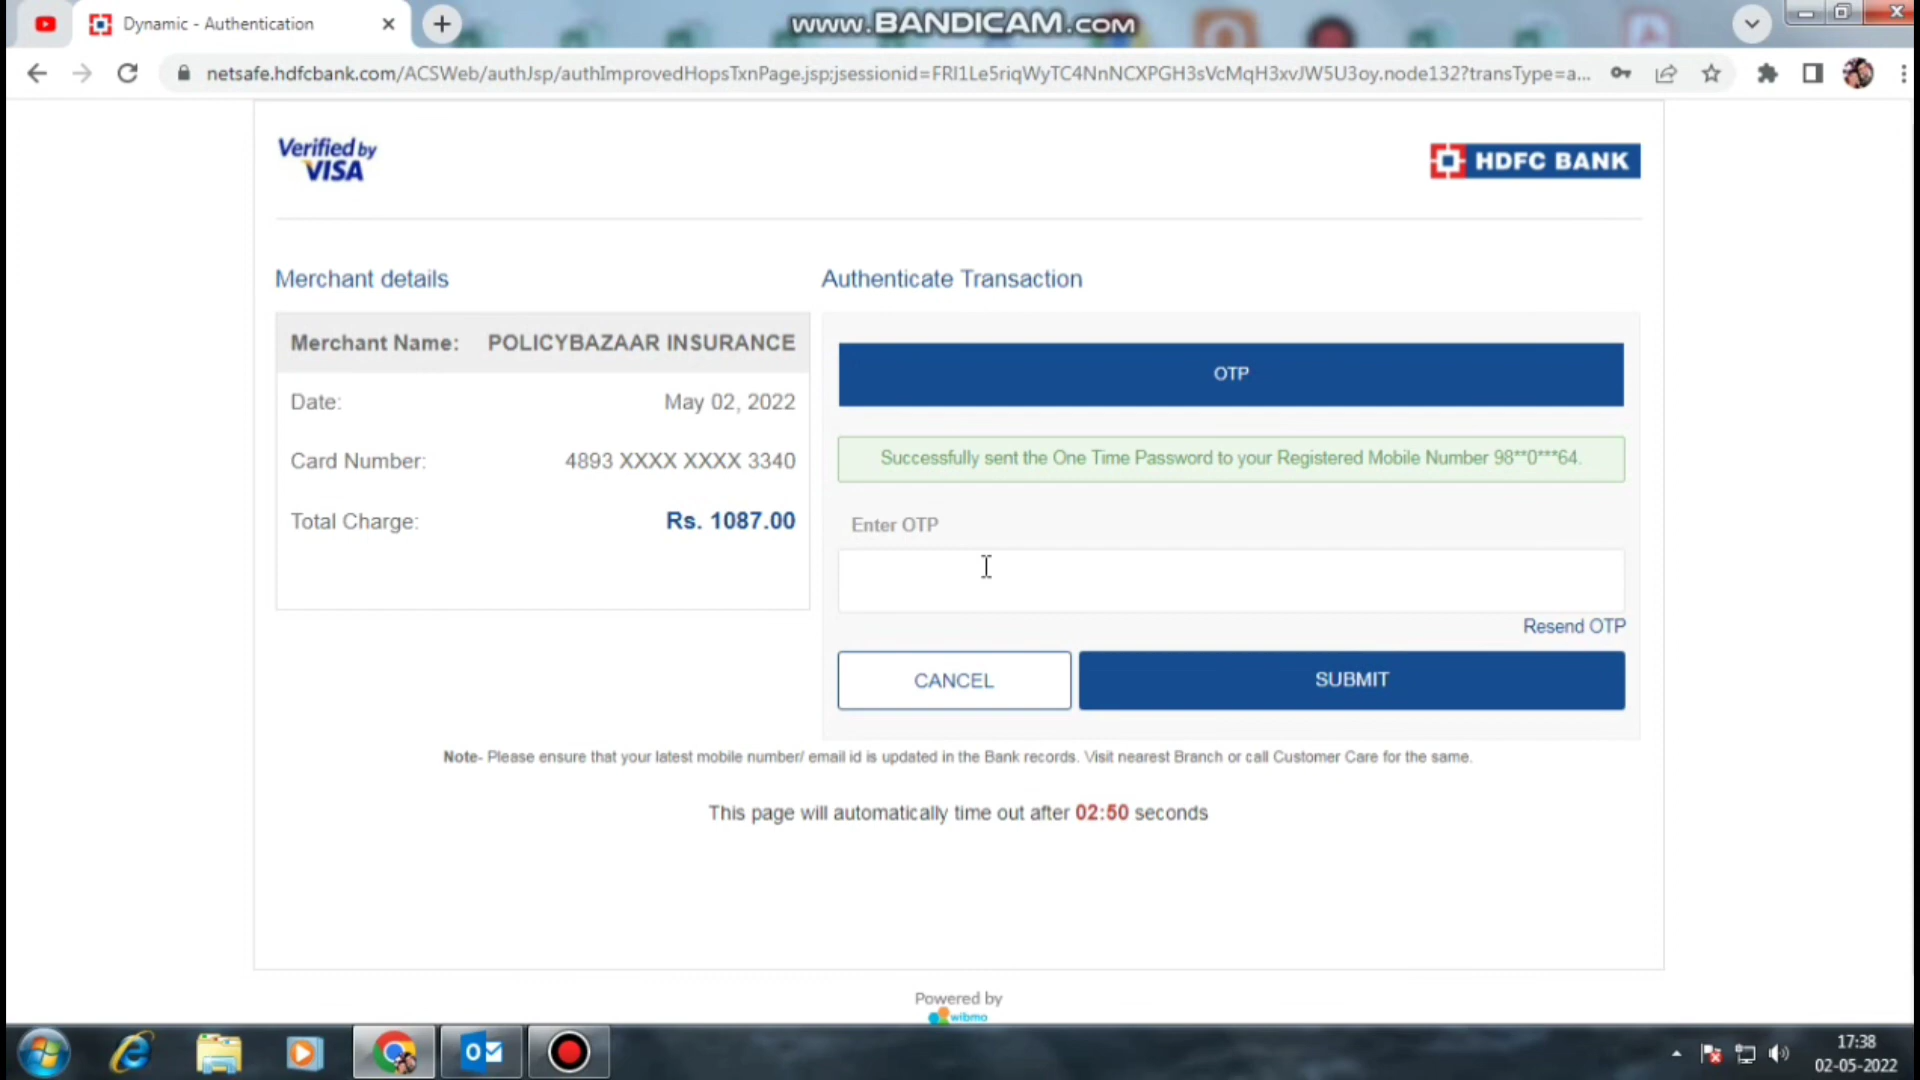 Dynamic - Authentication
www.BANDICAM.com
netsafe.hdfcbank.com/ACSWeb/authJsp/authImprovedHopsTxnPage.jsp;jsessionid=FRI1Le5riqWyTC4NnNCXPGH3sVcMqH3xvJW5U3oy.node132?transType=a...
Verified by
VISA
HDFC BANK
Merchant details
Authenticate Transaction
Merchant Name: POLICYBAZAAR INSURANCE
Date: May 02, 2022
Card Number: 4893 XXXX XXXX 3340
Total Charge: Rs. 1087.00
OTP
Successfully sent the One Time Password to your Registered Mobile Number 98**0***64.
Enter OTP
Resend OTP
CANCEL
SUBMIT
Note- Please ensure that your latest mobile number/ email id is updated in the Bank records. Visit nearest Branch or call Customer Care for the same.
This page will automatically time out after 02:50 seconds
Powered by
wibmo
17:38
02-05-2022